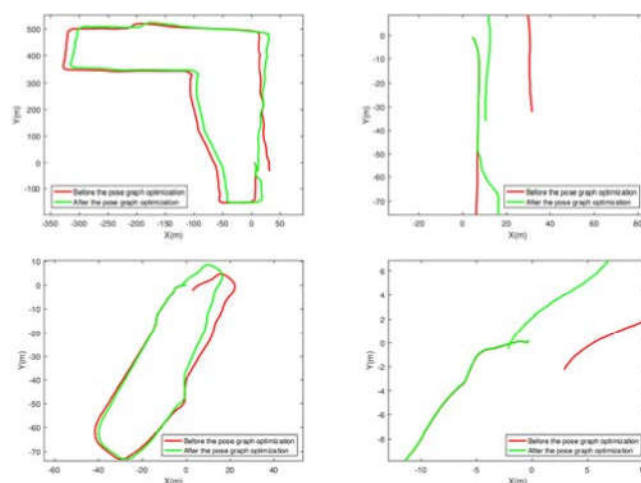 500
400
300
200
100
0
-100
Y(m)
Before the pose graph optimization
After the pose graph optimization
-350 -300 -250 -200 -150 -100 -50 0 50
X(m)
0
-10
-20
-30
-40
-50
-60
-70
Y(m)
Before the pose graph optimization
After the pose graph optimization
-20 0 20 40 60 80
X(m)
10
0
-10
-20
-30
-40
-50
-60
-70
Y(m)
Before the pose graph optimization
After the pose graph optimization
-60 -40 -20 0 20 40
X(m)
6
4
2
0
-2
-4
-6
-8
Y(m)
Before the pose graph optimization
After the pose graph optimization
-10 -5 0 5
X(m)